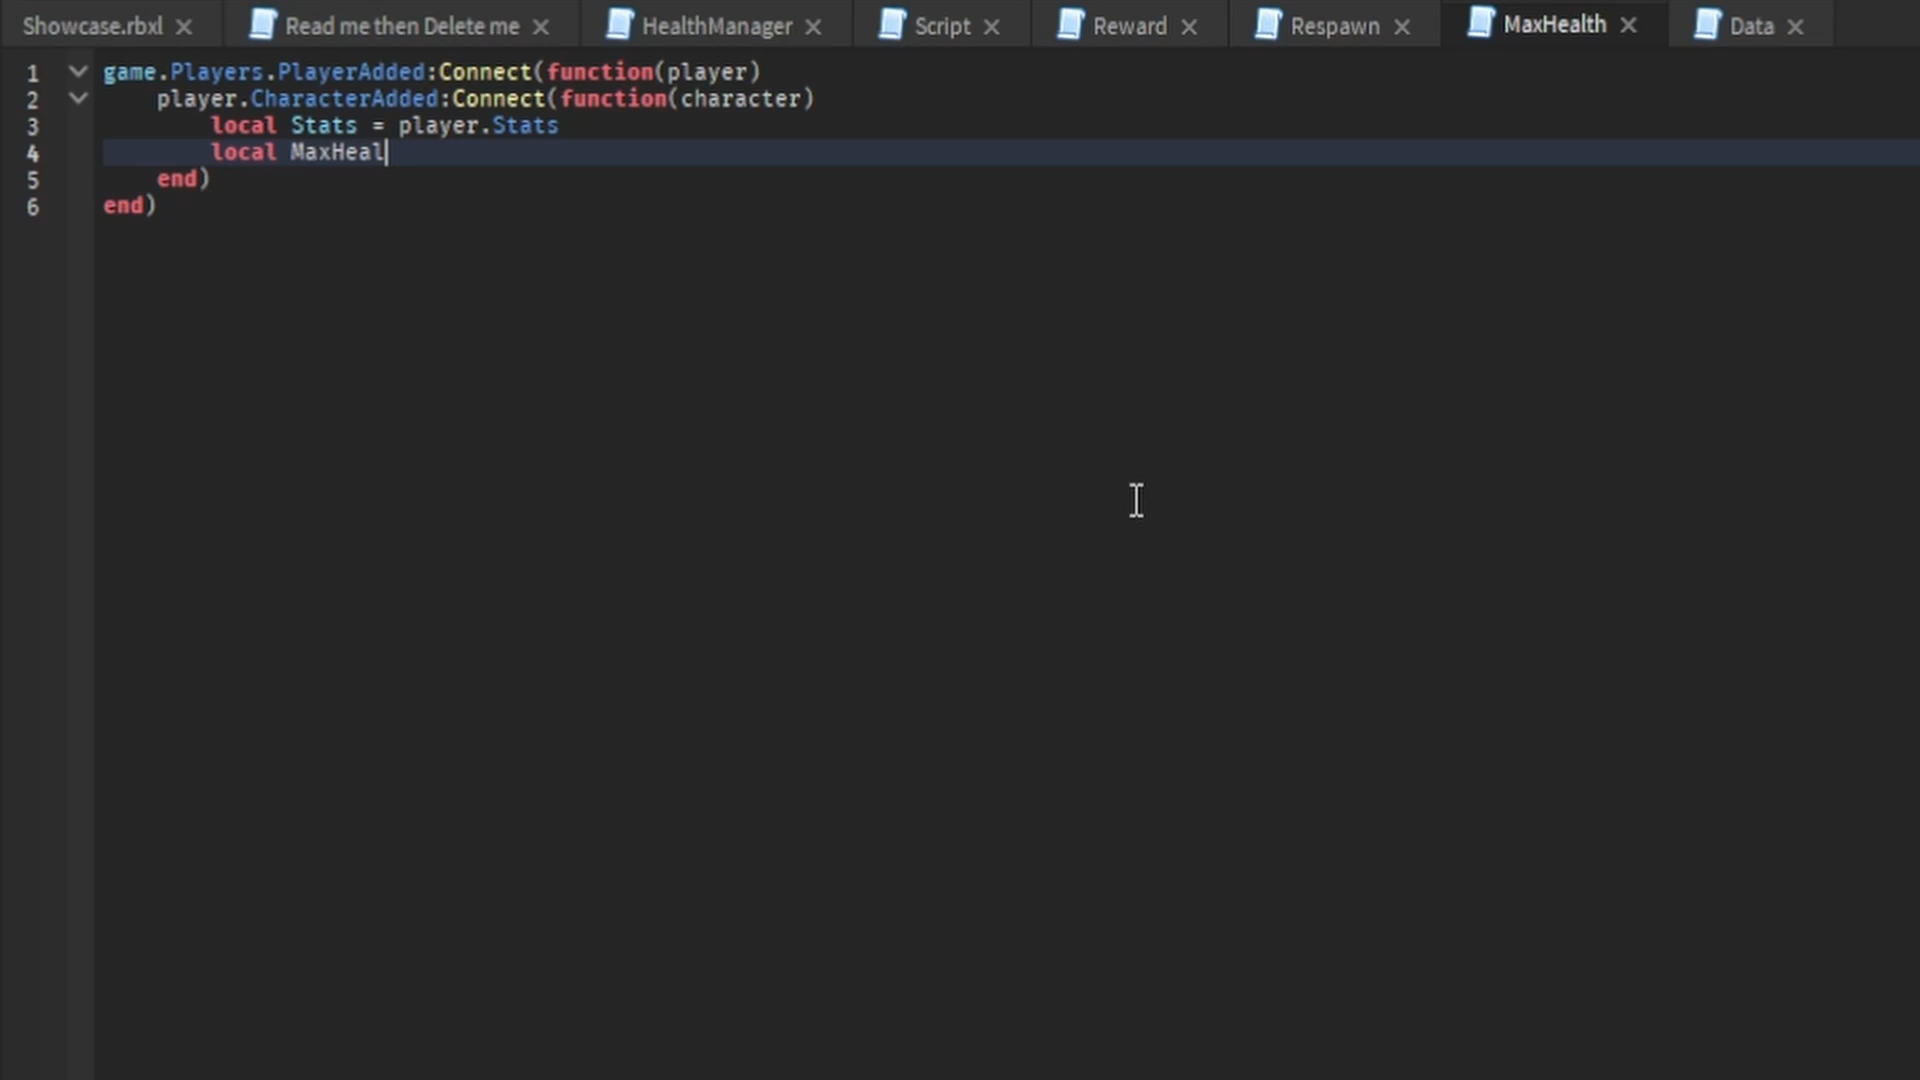 Showcase.rbxl Read me then Delete me HealthManager Script Reward Respawn MaxHealth Data
1 game.Players.PlayerAdded:Connect(function(player)
2 player.CharacterAdded:Connect(function(character)
3 local Stats = player.Stats
4 local MaxHeal
5 end)
6 end)